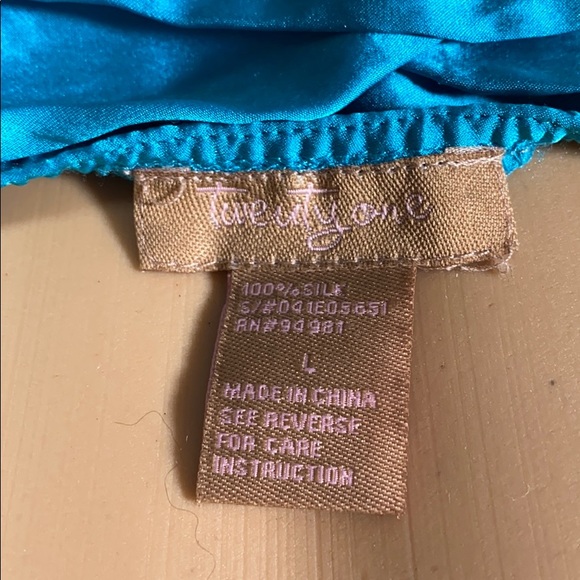 twenty one
100% SILK
S/#041E05651
RN#94981
L
MADE IN CHINA
SEE REVERSE
FOR CARE
INSTRUCTION